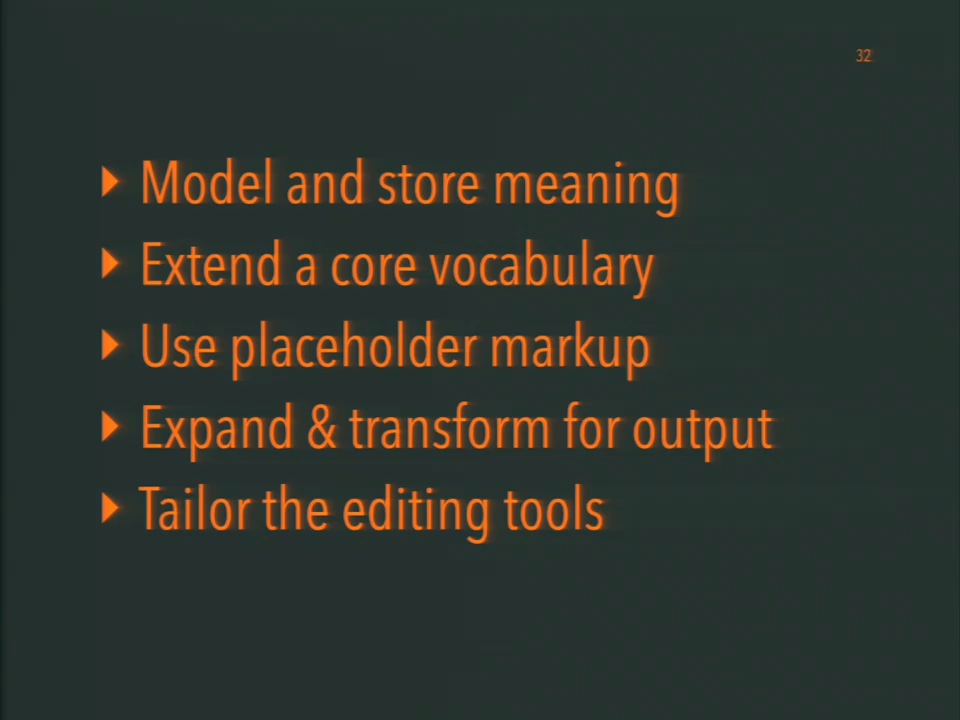 32
Model and store meaning
Extend a core vocabulary
Use placeholder markup
Expand & transform for output
Tailor the editing tools